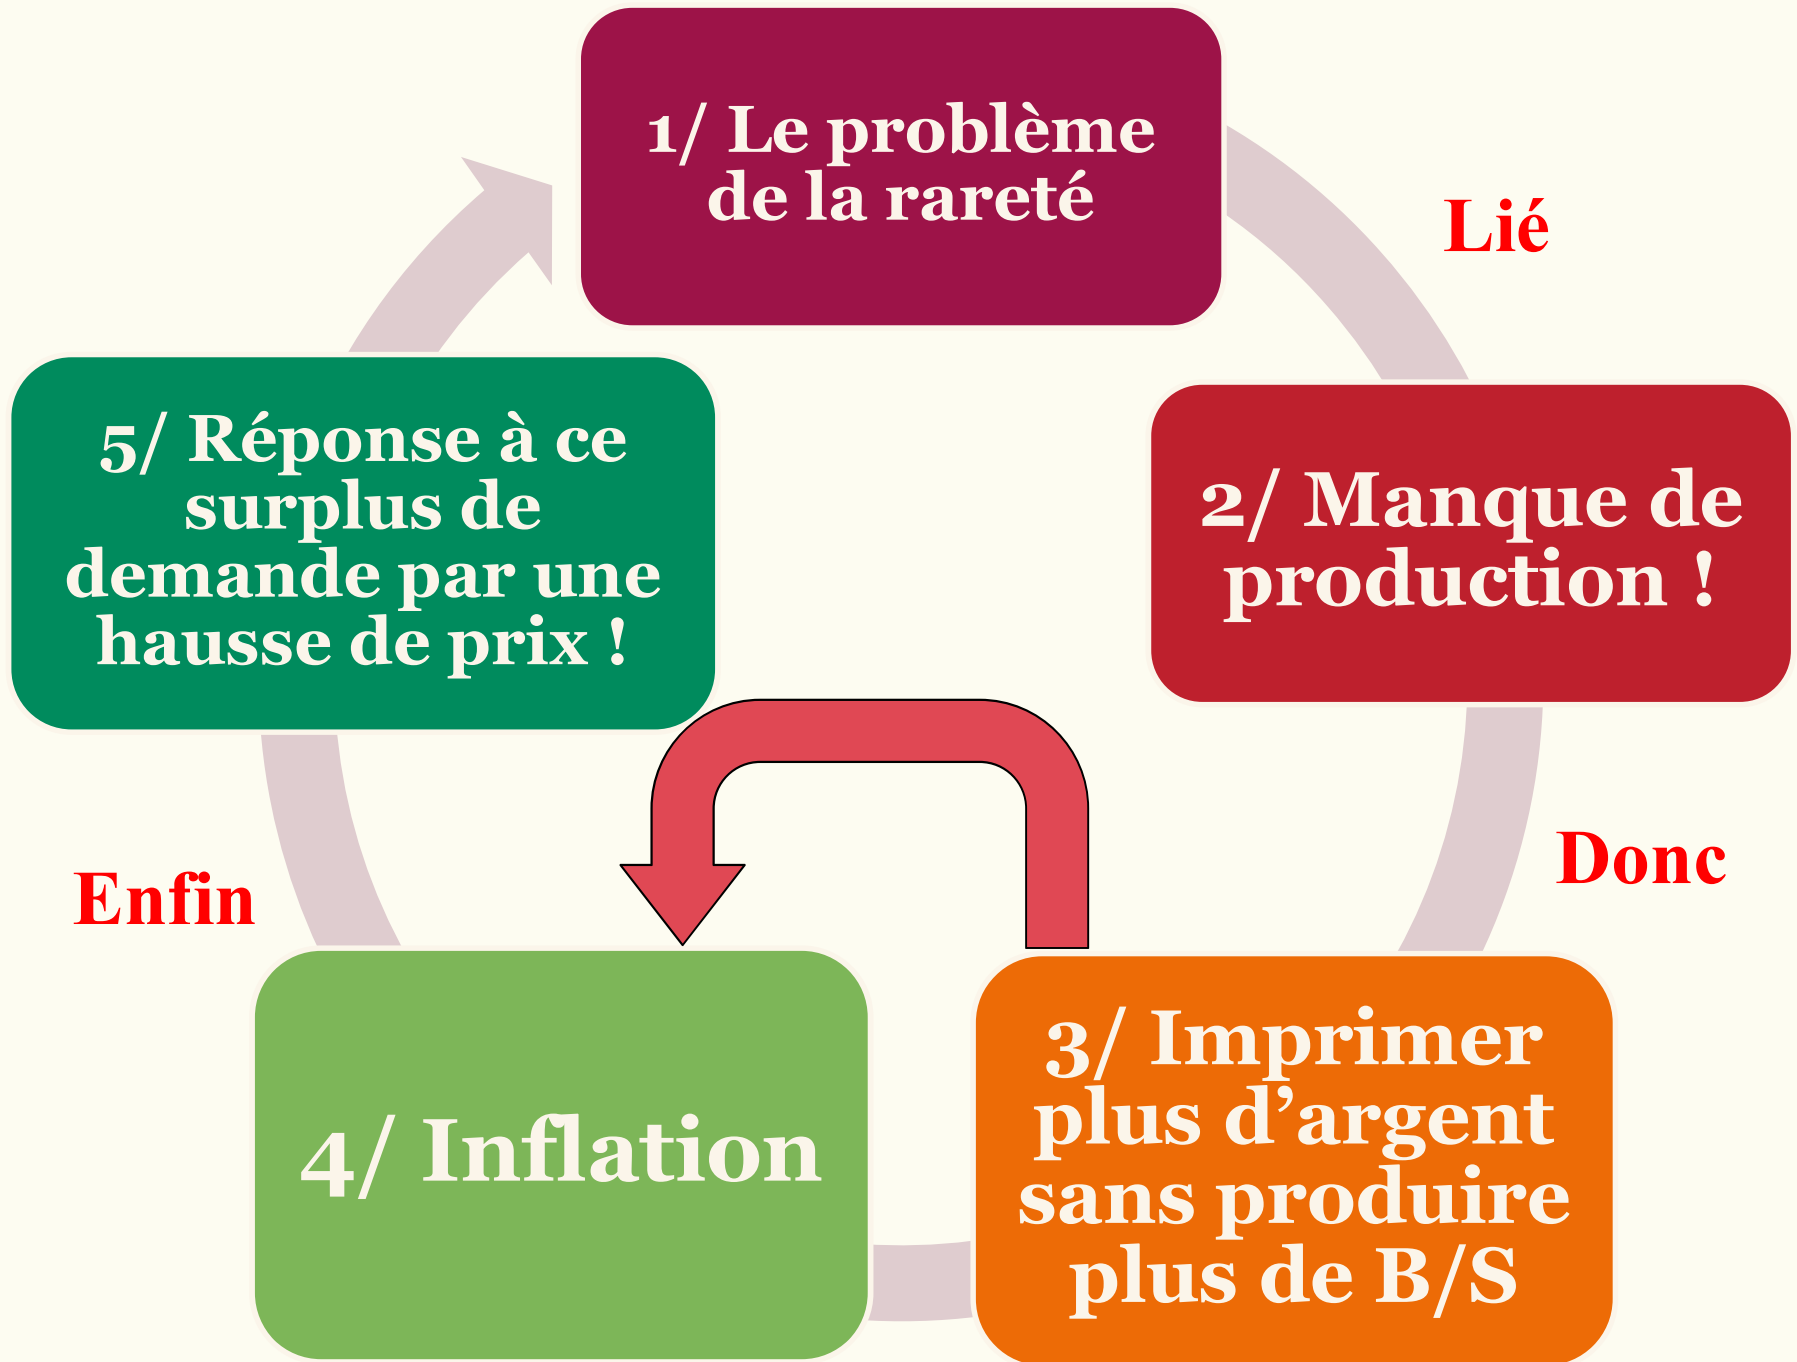 1/ Le problème
de la rareté
Lié
2/ Manque de
production !
Donc
3/ Imprimer
plus d’argent
sans produire
plus de B/S
4/ Inflation
Enfin
5/ Réponse à ce
surplus de
demande par une
hausse de prix !